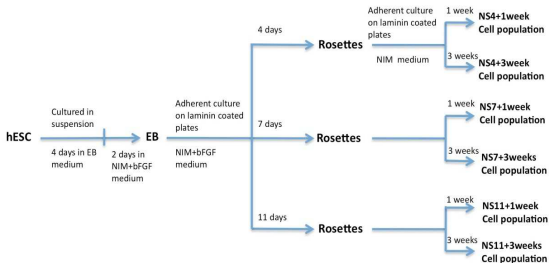 Adherent culture
on laminin coated
plates
NIM medium
4 days
Rosettes
1 week
NS4+1week
Cell population
3 weeks
NS4+3week
Cell population
hESC
Cultured in
suspension
4 days in EB
medium
2 days in
NIM+bFGF
medium
EB
Adherent culture
on laminin coated
plates
NIM+bFGF
medium
7 days
Rosettes
1 week
NS7+1week
Cell population
3 weeks
NS7+3weeks
Cell population
11 days
Rosettes
1 week
NS11+1week
Cell population
3 weeks
NS11+3weeks
Cell population